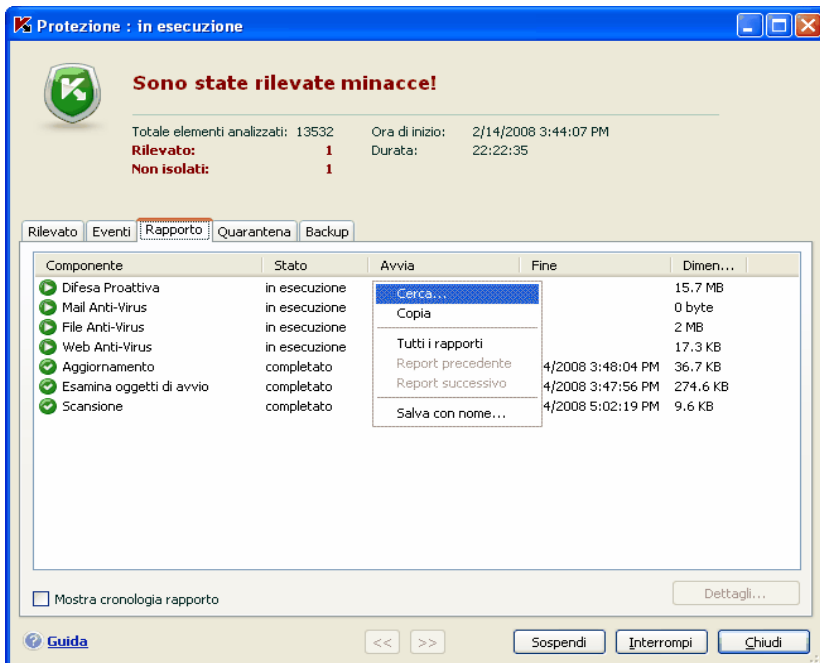 Protezione : in esecuzione
Sono state rilevate minacce!
Totale elementi analizzati: 13532 Ora di inizio: 2/14/2008 3:44:07 PM
Rilevato: 1 Durata: 22:22:35
Non isolati: 1
Rilevato Eventi Rapporto Quarantena Backup
Componente Stato Avvia Fine Dimen...
Difesa Proattiva in esecuzione Cerca... 15.7 MB
Mail Anti-Virus in esecuzione Copia 0 byte
File Anti-Virus in esecuzione 2 MB
Web Anti-Virus in esecuzione Tutti i rapporti 17.3 KB
Aggiornamento completato Report precedente 4/2008 3:48:04 PM 36.7 KB
Esamina oggetti di avvio completato Report successivo 4/2008 3:47:56 PM 274.6 KB
Scansione completato Salva con nome... 4/2008 5:02:19 PM 9.6 KB
Mostra cronologia rapporto Dettagli...
Guida << >> Sospendi Interrompi Chiudi